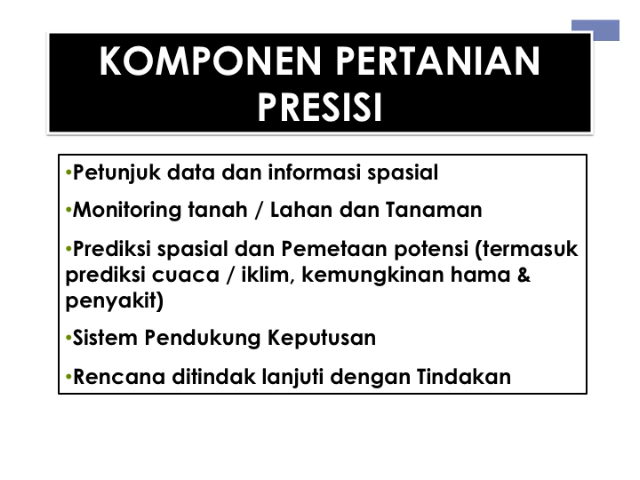 KOMPONEN PERTANIAN
PRESISI
•Petunjuk data dan informasi spasial
•Monitoring tanah / Lahan dan Tanaman
•Prediksi spasial dan Pemetaan potensi (termasuk
prediksi cuaca / iklim, kemungkinan hama &
penyakit)
•Sistem Pendukung Keputusan
•Rencana ditindak lanjuti dengan Tindakan